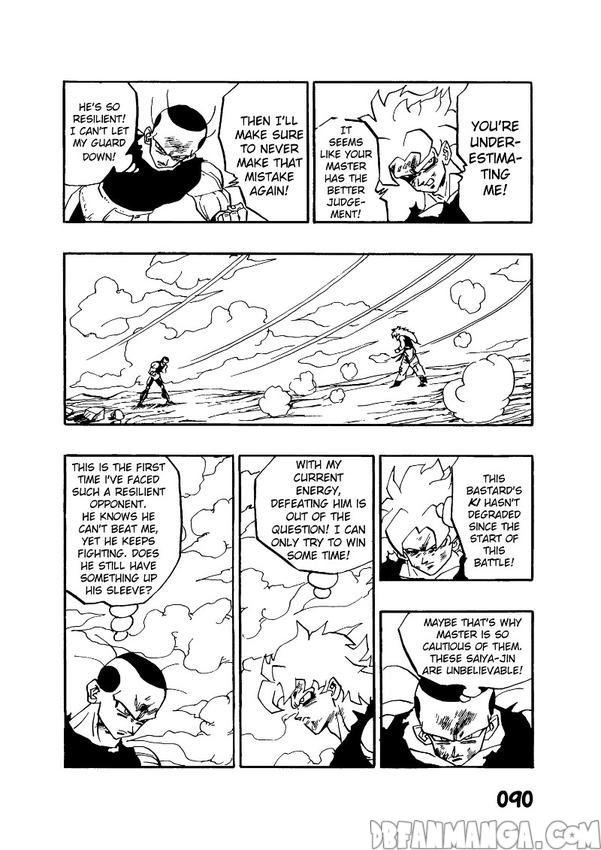 YOU'RE
UNDER-
ESTIMA-
TING
ME!
IT
SEEMS
LIKE YOUR
MASTER
HAS THE
BETTER
JUDGE-
MENT!
THEN I'LL
MAKE SURE
TO NEVER
MAKE THAT
MISTAKE
AGAIN!
HE'S SO
RESILIENT!
I CAN'T LET
MY GUARD
DOWN!
THIS
BASTARD'S
KI HASN'T
DEGRADED
SINCE THE
START OF
THIS
BATTLE!
MAYBE THAT'S WHY
MASTER IS SO
CAUTIOUS OF THEM.
THESE SAIYA-JIN
ARE UNBELIEVABLE!
WITH MY
CURRENT
ENERGY,
DEFEATING HIM IS
OUT OF THE
QUESTION! I CAN
ONLY TRY TO WIN
SOME TIME!
THIS IS THE FIRST
TIME I'VE FACED
SUCH A RESILIENT
OPPONENT.
HE KNOWS HE
CAN'T BEAT ME,
YET HE KEEPS
FIGHTING. DOES
HE STILL HAVE
SOMETHING UP
HIS SLEEVE?
090
DBFANMANGA.COM